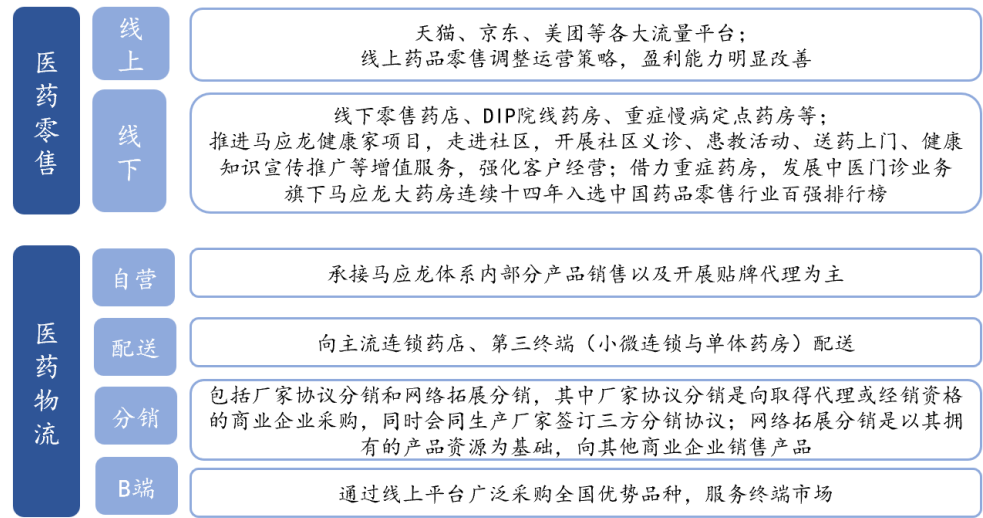 医药零售
线上
天猫、京东、美团等各大流量平台；
线上药品零售调整运营策略，盈利能力明显改善
线下
线下零售药店、DIP院线药房、重症慢病定点药房等；
推进马应龙健康家项目，走进社区，开展社区义诊、患教活动、送药上门、健康
知识宣传推广等增值服务，强化客户经营；借力重症药房，发展中医门诊业务
旗下马应龙大药房连续十四年入选中国药品零售行业百强排行榜
医药物流
自营
承接马应龙体系内部分产品销售以及开展贴牌代理为主
配送
向主流连锁药店、第三终端（小微连锁与单体药房）配送
分销
包括厂家协议分销和网络拓展分销，其中厂家协议分销是向取得代理或经销资格
的商业企业采购，同时会同生产厂家签订三方分销协议；网络拓展分销是以其拥
有的产品资源为基础，向其他商业企业销售产品
B端
通过线上平台广泛采购全国优势品种，服务终端市场